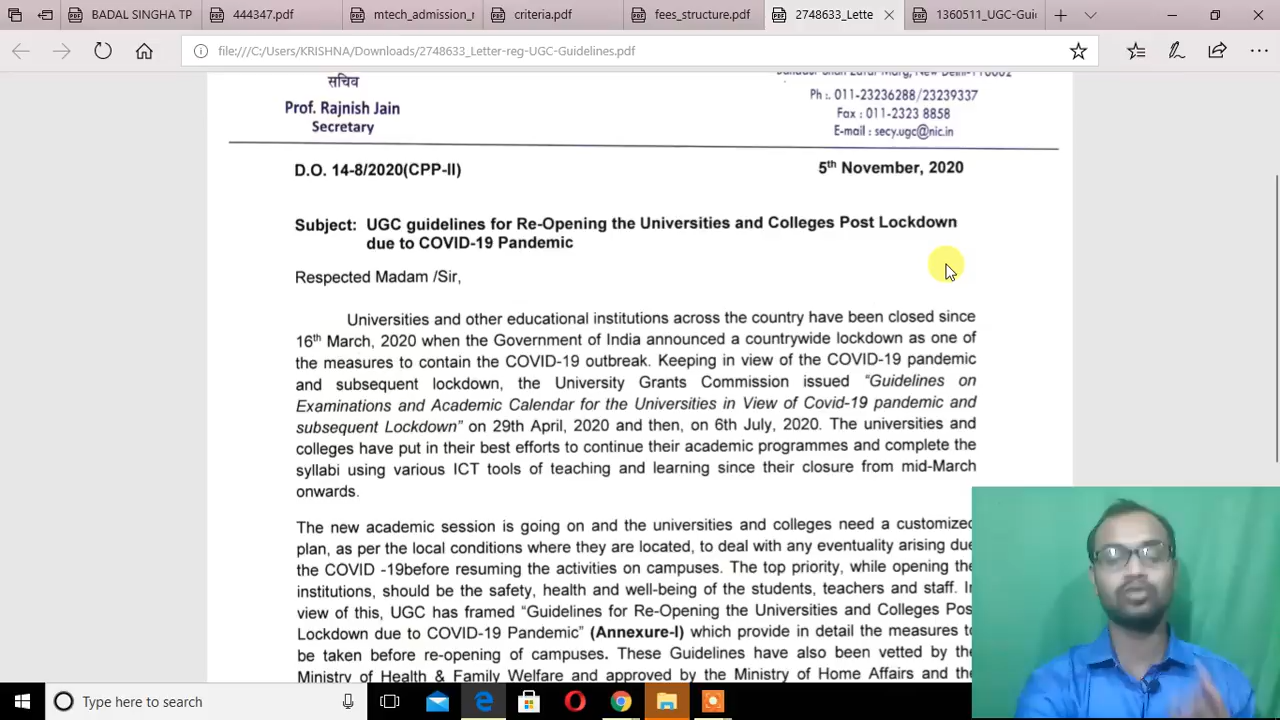 BADAL SINGHA TP
444347.pdf
mtech_admission_r
criteria.pdf
fees_structure.pdf
2748633_Lette
1360511_UGC-Gui
file:///C:/Users/KRISHNA/Downloads/2748633_Letter-reg-UGC-Guidelines.pdf
सचिव
Prof. Rajnish Jain
Secretary
Bahadur Shah Zafar Marg, New Delhi-110002
Ph :. 011-23236288/23239337
Fax : 011-2323 8858
E-mail : secy.ugc@nic.in
D.O. 14-8/2020(CPP-II)
5th November, 2020
Subject: UGC guidelines for Re-Opening the Universities and Colleges Post Lockdown
due to COVID-19 Pandemic
Respected Madam /Sir,
Universities and other educational institutions across the country have been closed since
16th March, 2020 when the Government of India announced a countrywide lockdown as one of
the measures to contain the COVID-19 outbreak. Keeping in view of the COVID-19 pandemic
and subsequent lockdown, the University Grants Commission issued "Guidelines on
Examinations and Academic Calendar for the Universities in View of Covid-19 pandemic and
subsequent Lockdown" on 29th April, 2020 and then, on 6th July, 2020. The universities and
colleges have put in their best efforts to continue their academic programmes and complete the
syllabi using various ICT tools of teaching and learning since their closure from mid-March
onwards.
The new academic session is going on and the universities and colleges need a customized
plan, as per the local conditions where they are located, to deal with any eventuality arising due
the COVID -19before resuming the activities on campuses. The top priority, while opening the
institutions, should be the safety, health and well-being of the students, teachers and staff. In
view of this, UGC has framed "Guidelines for Re-Opening the Universities and Colleges Pos
Lockdown due to COVID-19 Pandemic" (Annexure-I) which provide in detail the measures to
be taken before re-opening of campuses. These Guidelines have also been vetted by the
Ministry of Health & Family Welfare and approved by the Ministry of Home Affairs and the
Type here to search